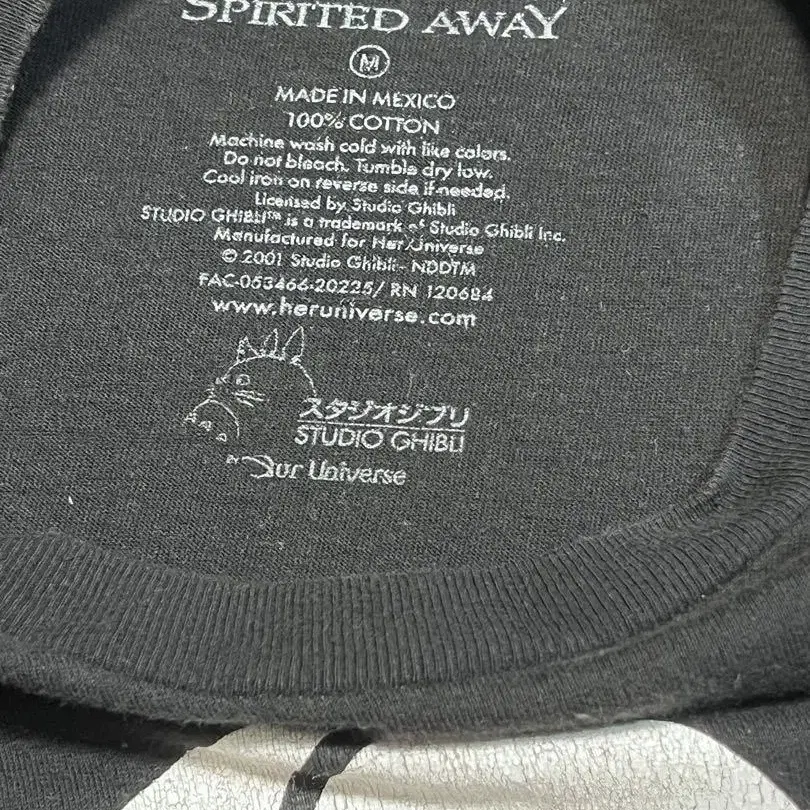 SPIRITED AWAY
M
MADE IN MEXICO
100% COTTON
Machine wash cold with like colors.
Do not bleach. Tumble dry low.
Cool iron on reverse side if needed.
Licensed by Studio Ghibli
STUDIO GHIBLI™ is a trademark of Studio Ghibli Inc.
Manufactured for Her Universe
© 2001 Studio Ghibli - NDDTM
FAC-053466-20225/ RN 120684
www.heruniverse.com
スタジオジブリ
STUDIO GHIBLI
Our Universe